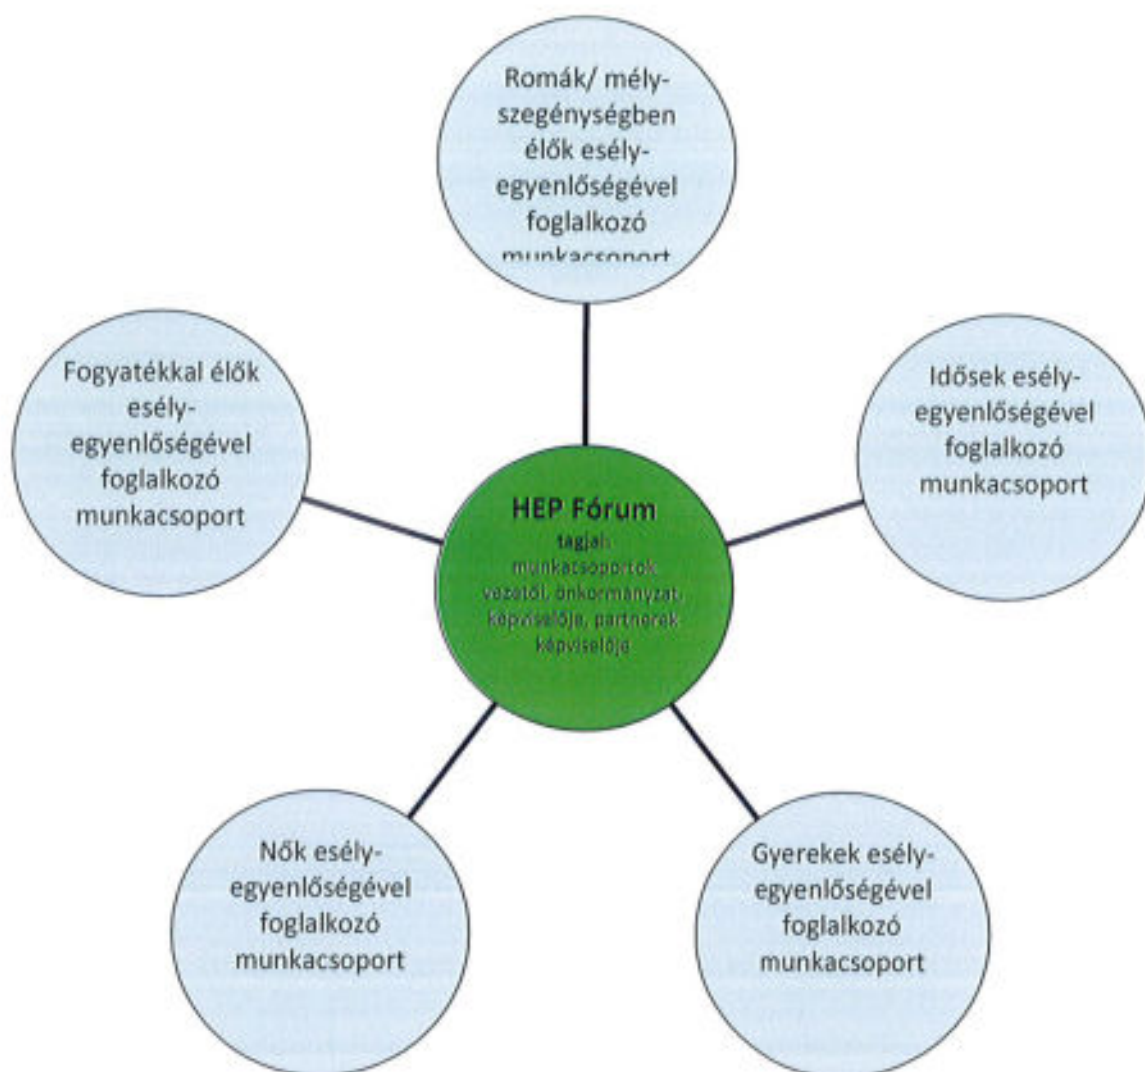 Romák/ mély-
szegénységben
élők esély-
egyenlőségével
foglalkozó
munkacsoport
Fogyatékkal élők
esély-
egyenlőségével
foglalkozó
munkacsoport
Idősek esély-
egyenlőségével
foglalkozó
munkacsoport
HEP Fórum
tagjai:
munkacsoportok
vezetői, önkormányzat,
képviselője, partnerek
képviselője
Nők esély-
egyenlőségével
foglalkozó
munkacsoport
Gyerekek esély-
egyenlőségével
foglalkozó
munkacsoport